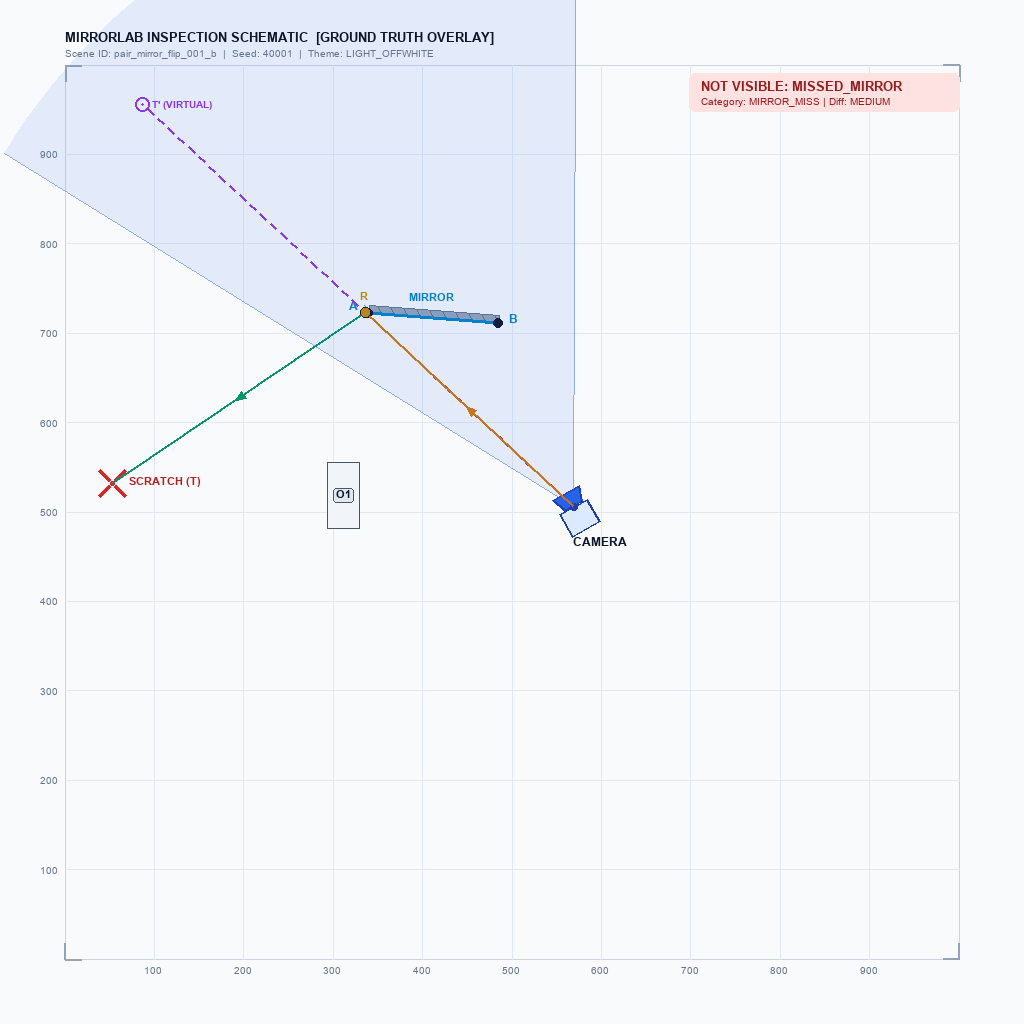 MIRRORLAB INSPECTION SCHEMATIC [GROUND TRUTH OVERLAY]
Scene ID: pair_mirror_flip_001_b | Seed: 40001 | Theme: LIGHT_OFFWHITE
NOT VISIBLE: MISSED_MIRROR
Category: MIRROR_MISS | Diff: MEDIUM
T' (VIRTUAL)
900
800
R
MIRROR
A
B
700
600
SCRATCH (T)
O1
500
CAMERA
400
300
200
100
100 200 300 400 500 600 700 800 900